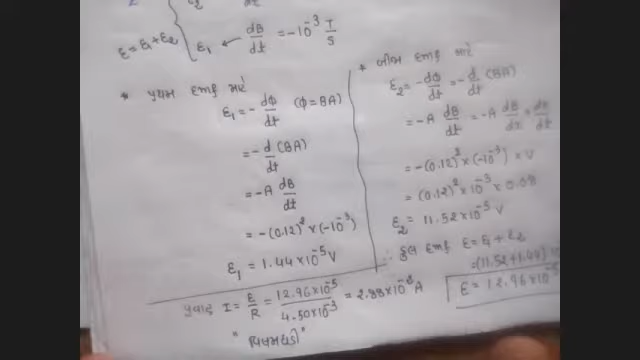 ε = ε₁ + ε₂
ε₁ ← dB/dt = -10⁻³ T/s
* પ્રથમ emf માટે
ε₁ = - dΦ/dt (Φ = BA)
= - d/dt (BA)
= -A dB/dt
= -(0.12)² × (-10⁻³)
ε₁ = 1.44 × 10⁻⁵ V
* બીજા emf માટે
ε₂ = - dΦ/dt = - d/dt (BA)
= -A dB/dt = -A dB/dx dx/dt
= -(0.12)² × (-10⁻³) × V
= (0.12)² × 10⁻³ × 0.08
ε₂ = 11.52 × 10⁻⁵ V
∴ કુલ emf ε = ε₁ + ε₂
= (11.52 + 1.44)
ε = 12.96 × 10⁻⁵
પ્રવાહ I = ε/R = 12.96 × 10⁻⁵ / 4.50 × 10⁻³ = 2.88 × 10⁻² A